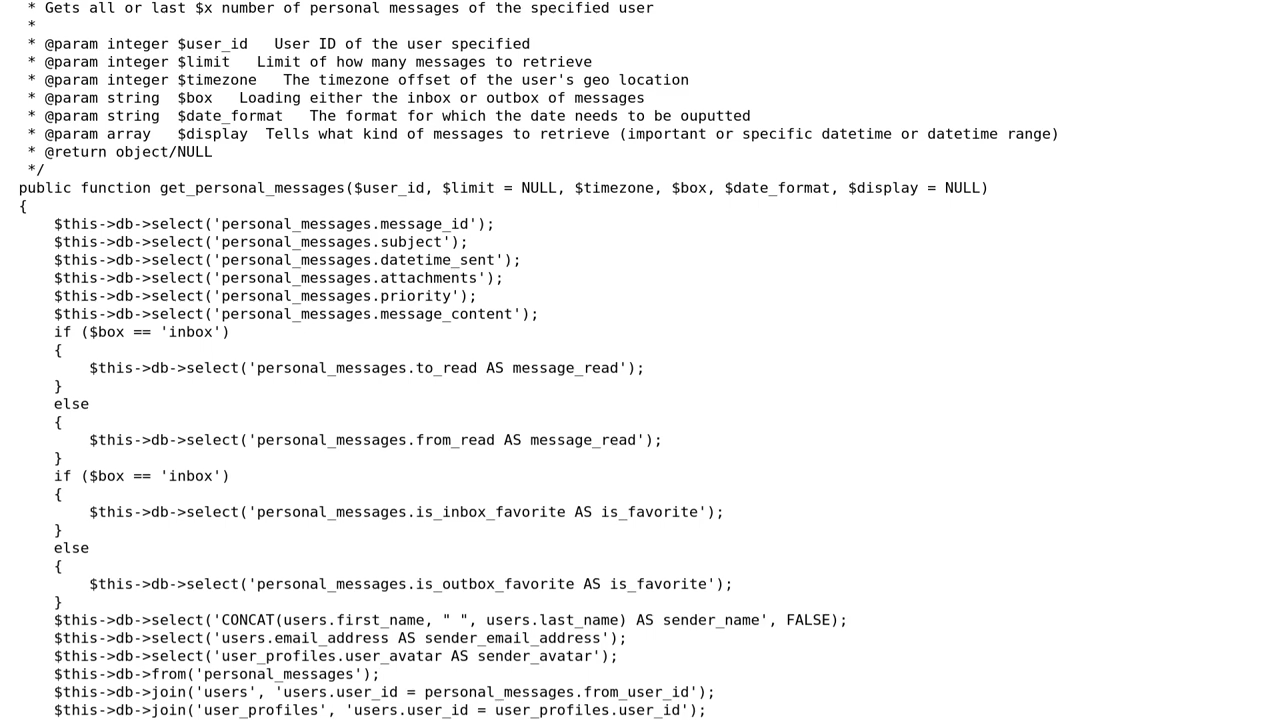 * Gets all or last $x number of personal messages of the specified user
 *
 * @param integer $user_id   User ID of the user specified
 * @param integer $limit   Limit of how many messages to retrieve
 * @param integer $timezone   The timezone offset of the user's geo location
 * @param string  $box   Loading either the inbox or outbox of messages
 * @param string  $date_format   The format for which the date needs to be ouputted
 * @param array   $display  Tells what kind of messages to retrieve (important or specific datetime or datetime range)
 * @return object/NULL
 */
public function get_personal_messages($user_id, $limit = NULL, $timezone, $box, $date_format, $display = NULL)
{
    $this->db->select('personal_messages.message_id');
    $this->db->select('personal_messages.subject');
    $this->db->select('personal_messages.datetime_sent');
    $this->db->select('personal_messages.attachments');
    $this->db->select('personal_messages.priority');
    $this->db->select('personal_messages.message_content');
    if ($box == 'inbox')
    {
        $this->db->select('personal_messages.to_read AS message_read');
    }
    else
    {
        $this->db->select('personal_messages.from_read AS message_read');
    }
    if ($box == 'inbox')
    {
        $this->db->select('personal_messages.is_inbox_favorite AS is_favorite');
    }
    else
    {
        $this->db->select('personal_messages.is_outbox_favorite AS is_favorite');
    }
    $this->db->select('CONCAT(users.first_name, " ", users.last_name) AS sender_name', FALSE);
    $this->db->select('users.email_address AS sender_email_address');
    $this->db->select('user_profiles.user_avatar AS sender_avatar');
    $this->db->from('personal_messages');
    $this->db->join('users', 'users.user_id = personal_messages.from_user_id');
    $this->db->join('user_profiles', 'users.user_id = user_profiles.user_id');